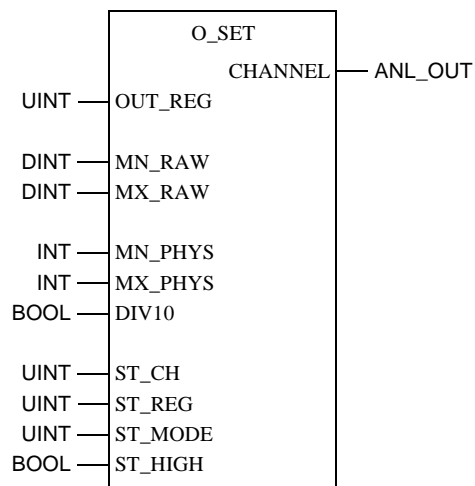 O_SET
CHANNEL ANL_OUT
UINT OUT_REG
DINT MN_RAW
DINT MX_RAW
INT MN_PHYS
INT MX_PHYS
BOOL DIV10
UINT ST_CH
UINT ST_REG
UINT ST_MODE
BOOL ST_HIGH